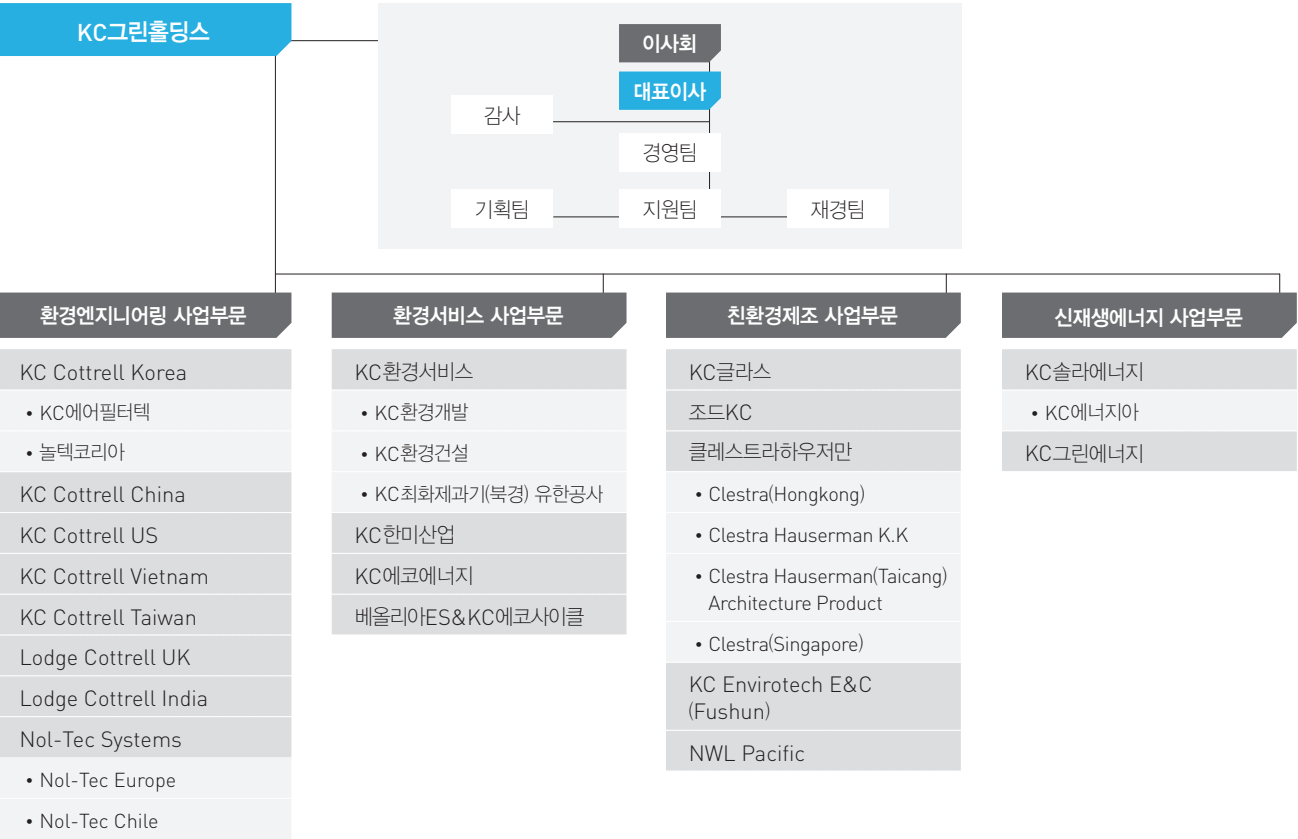 KC그린홀딩스
이사회
대표이사
감사
경영팀
기획팀
지원팀
재경팀
환경엔지니어링 사업부문
KC Cottrell Korea
• KC에어필터텍
• 놀텍코리아
KC Cottrell China
KC Cottrell US
KC Cottrell Vietnam
KC Cottrell Taiwan
Lodge Cottrell UK
Lodge Cottrell India
Nol-Tec Systems
• Nol-Tec Europe
• Nol-Tec Chile
환경서비스 사업부문
KC환경서비스
• KC환경개발
• KC환경건설
• KC최화제과기(북경) 유한공사
KC한미산업
KC에코에너지
베올리아ES&KC에코사이클
친환경제조 사업부문
KC글라스
조드KC
클레스트라하우저만
• Clestra(Hongkong)
• Clestra Hauserman K.K
• Clestra Hauserman(Taicang)
Architecture Product
• Clestra(Singapore)
KC Envirotech E&C
(Fushun)
NWL Pacific
신재생에너지 사업부문
KC솔라에너지
• KC에너지아
KC그린에너지